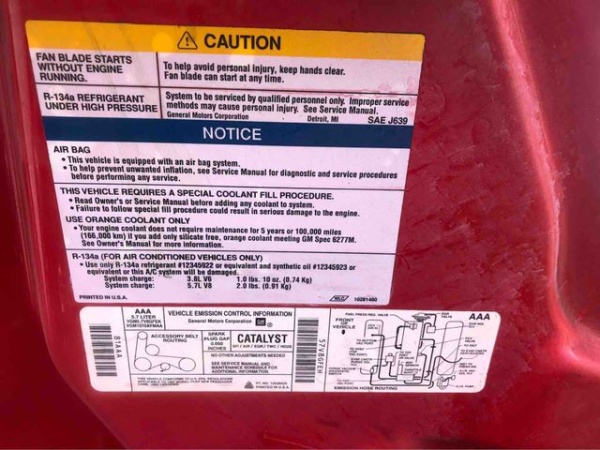 CAUTION
FAN BLADE STARTS
WITHOUT ENGINE
RUNNING.
To help avoid personal injury, keep hands clear.
Fan blade can start at any time.
R-134a REFRIGERANT
UNDER HIGH PRESSURE
System to be serviced by qualified personnel only. Improper service
methods may cause personal injury. See Service Manual.
General Motors Corporation Detroit, MI SAE J639
NOTICE
AIR BAG
• This vehicle is equipped with an air bag system.
• To help prevent unwanted inflation, see Service Manual for diagnostic and service procedures
before performing any service.
THIS VEHICLE REQUIRES A SPECIAL COOLANT FILL PROCEDURE.
• Read Owner's or Service Manual before adding any coolant to system.
• Failure to follow special fill procedure could result in serious damage to the engine.
USE ORANGE COOLANT ONLY
• Your engine coolant does not require maintenance for 5 years or 100,000 miles
(166,000 km) if you add only silicate free, orange coolant meeting GM Spec 6277M.
See Owner's Manual for more information.
R-134a (FOR AIR CONDITIONED VEHICLES ONLY)
• Use only R-134a refrigerant #12345922 or equivalent and synthetic oil #12345923 or
equivalent or this A/C system will be damaged.
System charge: 3.8L V6 1.0 lbs. 10 oz. (0.74 Kg)
System charge: 5.7L V8 2.0 lbs. (0.91 Kg)
PRINTED IN U.S.A.
10281480
AAA
5.7 LITER
VEHICLE EMISSION CONTROL INFORMATION
General Motors Corporation GM
ACCESSORY BELT
ROUTING
SPARK
PLUG GAP
0.060
INCHES
CATALYST
NO OTHER ADJUSTMENTS NEEDED
SEE SERVICE MANUAL AND
MAINTENANCE SCHEDULE FOR
ADDITIONAL INFORMATION
PRINTED IN U.S.A.
FRONT OF
VEHICLE
AAA
EMISSION HOSE ROUTING